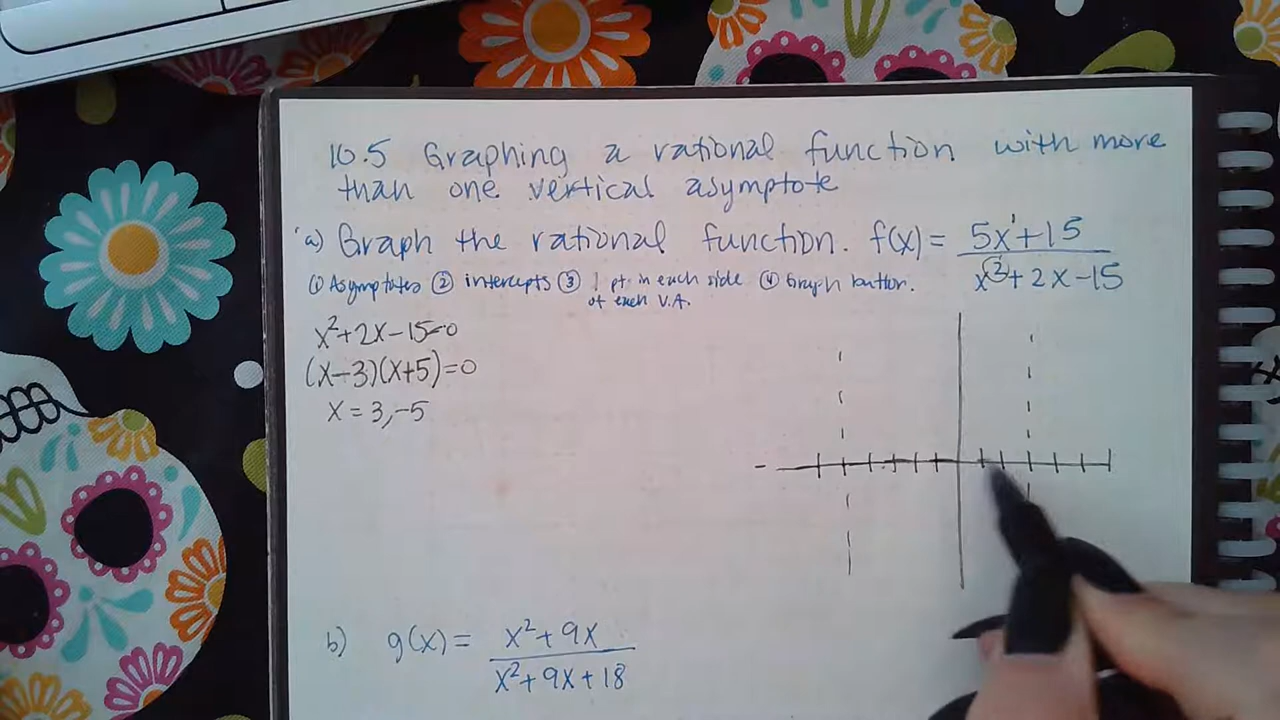 10.5 Graphing a rational function with more
than one vertical asymptote
a) Graph the rational function. f(x) = 5x¹+15 / x²+2x-15
① Asymptotes ② intercepts ③ 1 pt. in each side ④ Graph button.
of each V.A.
x²+2x-15=0
(x-3)(x+5)=0
x = 3,-5
b) g(x) = x²+9x / x²+9x+18